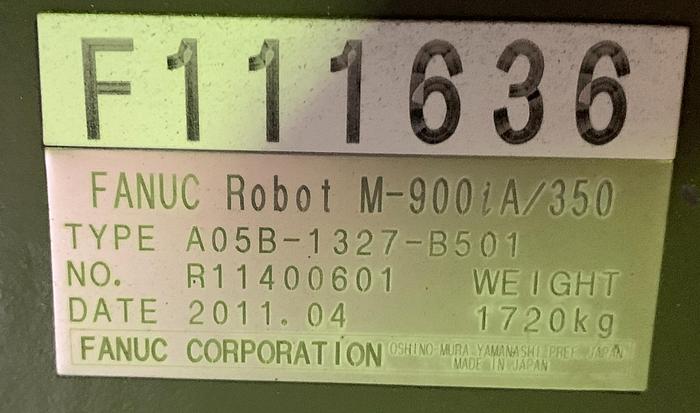 F111636
FANUC Robot M-900iA/350
TYPE A05B-1327-B501
NO. R11400601 WEIGHT
DATE 2011.04 1720kg
FANUC CORPORATION OSHINO-MURA, YAMANASHI PREF. JAPAN
MADE IN JAPAN